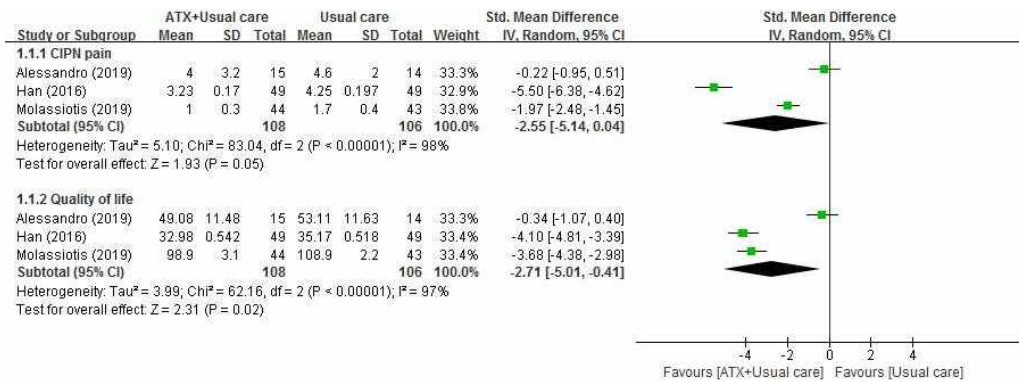 ATX+Usual care Usual care Std. Mean Difference Std. Mean Difference
Study or Subgroup Mean SD Total Mean SD Total Weight IV, Random, 95% CI IV, Random, 95% CI
1.1.1 CIPN pain
Alessandro (2019) 4 3.2 15 4.6 2 14 33.3% -0.22 [-0.95, 0.51]
Han (2016) 3.23 0.17 49 4.25 0.197 49 32.9% -5.50 [-6.38, -4.62]
Molassiotis (2019) 1 0.3 44 1.7 0.4 43 33.8% -1.97 [-2.48, -1.45]
Subtotal (95% CI) 108 106 100.0% -2.55 [-5.14, 0.04]
Heterogeneity: Tau² = 5.10; Chi² = 83.04, df = 2 (P < 0.00001); I² = 98%
Test for overall effect: Z = 1.93 (P = 0.05)
1.1.2 Quality of life
Alessandro (2019) 49.08 11.48 15 53.11 11.63 14 33.3% -0.34 [-1.07, 0.40]
Han (2016) 32.98 0.542 49 35.17 0.518 49 33.4% -4.10 [-4.81, -3.39]
Molassiotis (2019) 98.9 3.1 44 108.9 2.2 43 33.4% -3.68 [-4.38, -2.98]
Subtotal (95% CI) 108 106 100.0% -2.71 [-5.01, -0.41]
Heterogeneity: Tau² = 3.99; Chi² = 62.16, df = 2 (P < 0.00001); I² = 97%
Test for overall effect: Z = 2.31 (P = 0.02)
-4 -2 0 2 4
Favours [ATX+Usual care] Favours [Usual care]